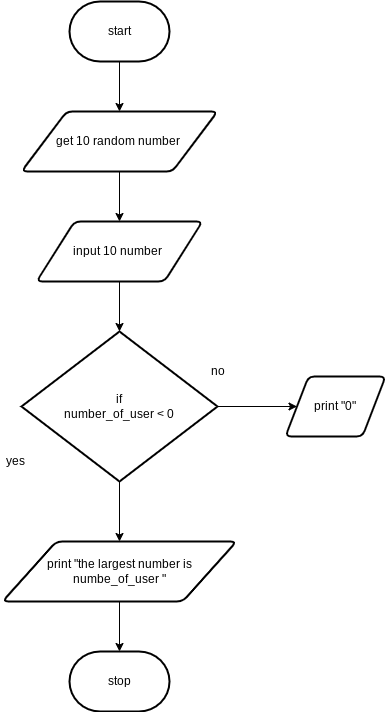 start
get 10 random number
input 10 number
if
number_of_user < 0
no
print "0"
yes
print "the largest number is
numbe_of_user "
stop